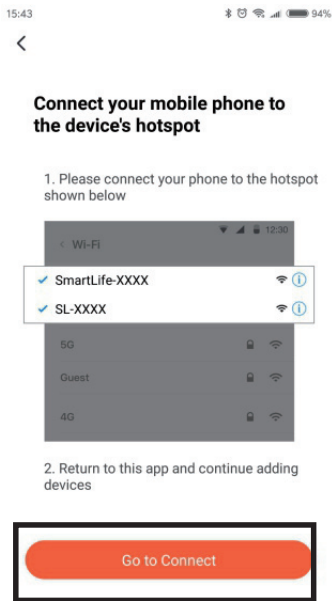 15:43
94%
Connect your mobile phone to
the device's hotspot
1. Please connect your phone to the hotspot
shown below
12:30
Wi-Fi
SmartLife-XXXX
SL-XXXX
5G
Guest
4G
2. Return to this app and continue adding
devices
Go to Connect